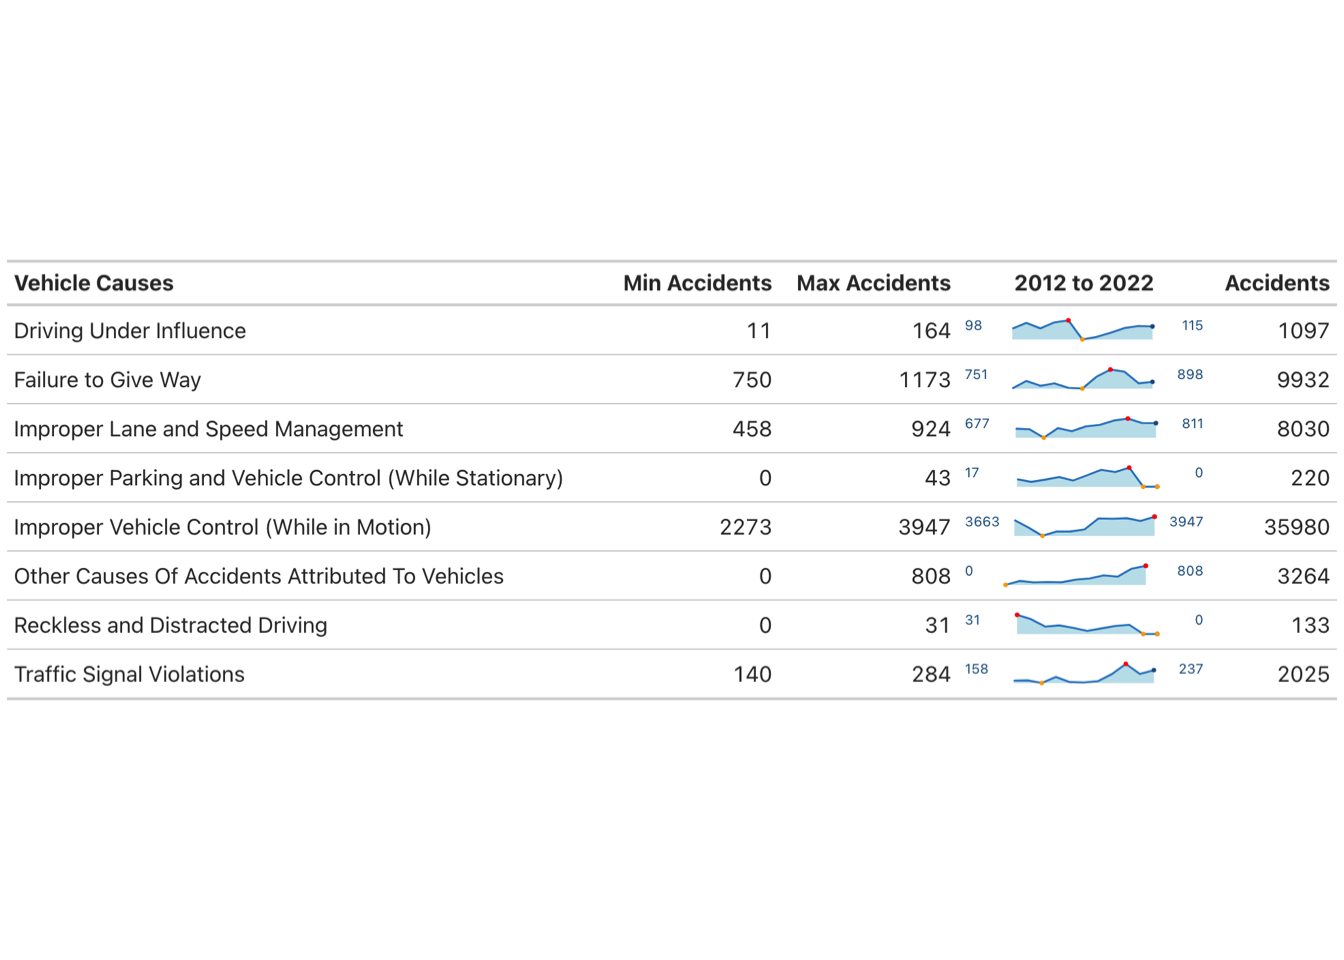 Vehicle Causes Min Accidents Max Accidents 2012 to 2022 Accidents
Driving Under Influence 11 164 98 115 1097
Failure to Give Way 750 1173 751 898 9932
Improper Lane and Speed Management 458 924 677 811 8030
Improper Parking and Vehicle Control (While Stationary) 0 43 17 0 220
Improper Vehicle Control (While in Motion) 2273 3947 3663 3947 35980
Other Causes Of Accidents Attributed To Vehicles 0 808 0 808 3264
Reckless and Distracted Driving 0 31 31 0 133
Traffic Signal Violations 140 284 158 237 2025